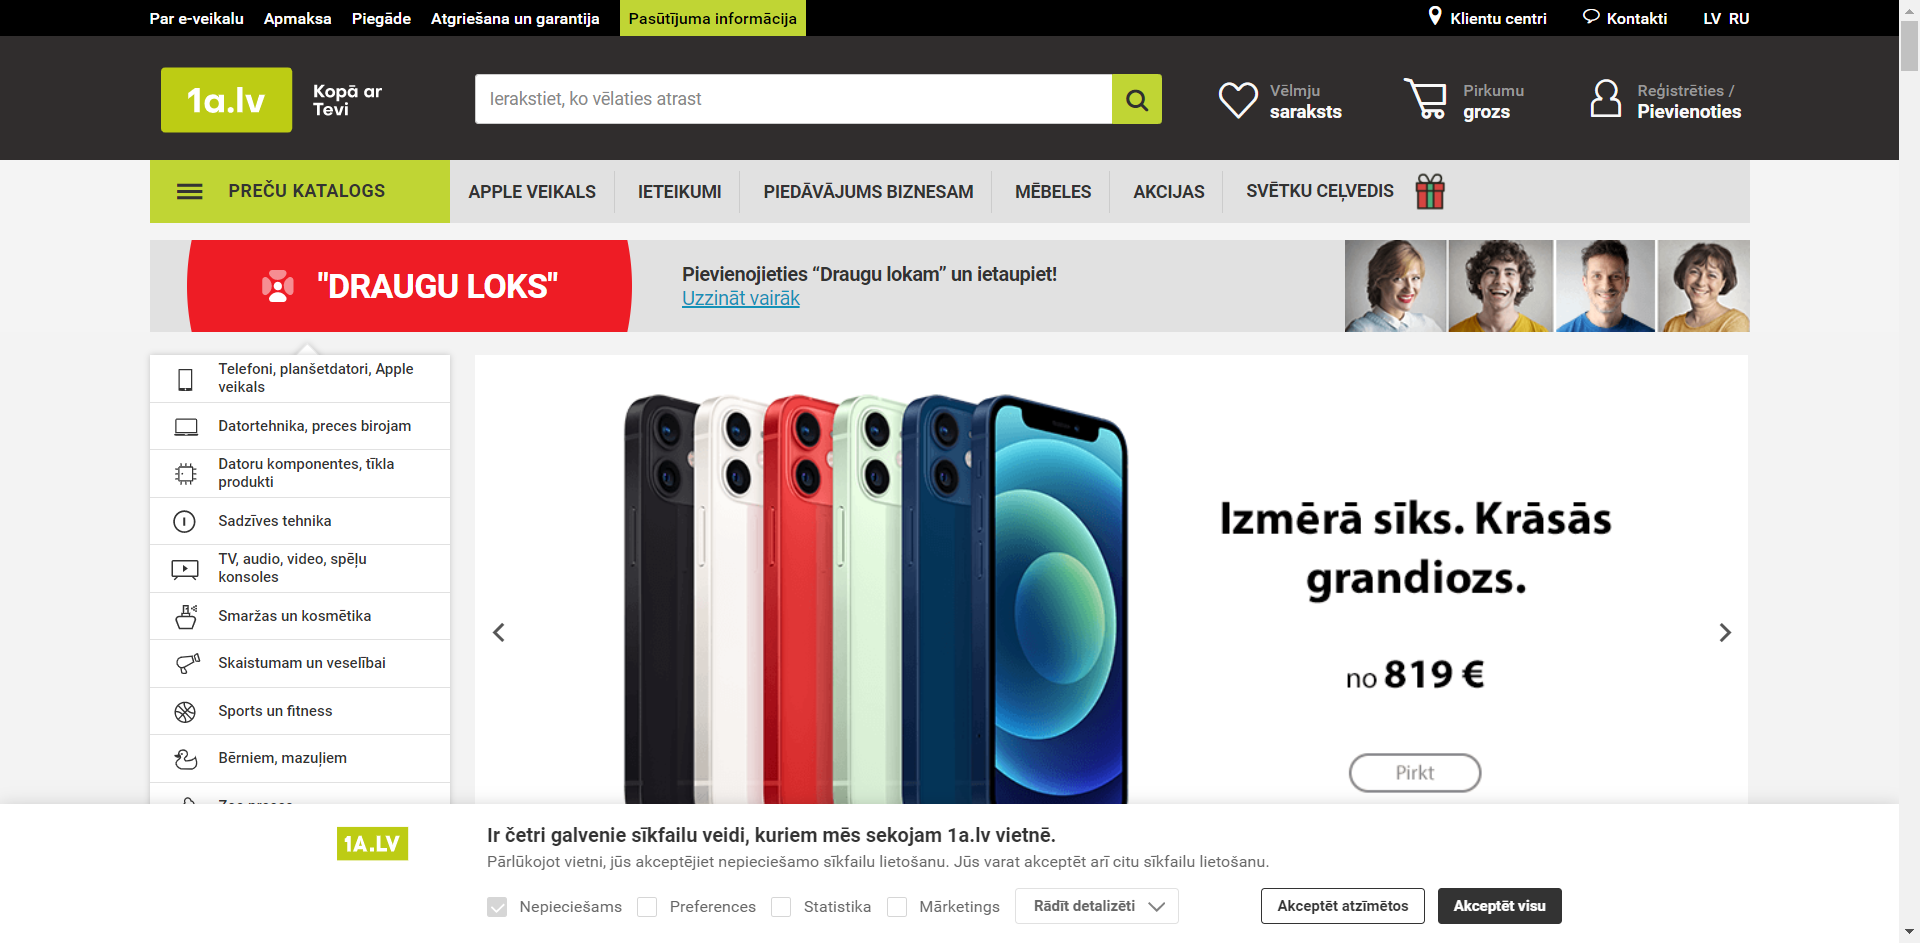 Par e-veikalu Apmaksa Piegāde Atgriešana un garantija Pasūtījuma informācija Klientu centri Kontakti LV RU
1a.lv
Kopā ar
Tevi
Ierakstiet, ko vēlaties atrast
Vēlmju
saraksts
Pirkumu
grozs
Reģistrēties /
Pievienoties
PREČU KATALOGS
APPLE VEIKALS IETEIKUMI PIEDĀVĀJUMS BIZNESAM MĒBELES AKCIJAS SVĒTKU CEĻVEDIS
"DRAUGU LOKS"
Pievienojieties “Draugu lokam” un ietaupiet!
Uzzināt vairāk
Telefoni, planšetdatori, Apple
veikals
Datortehnika, preces birojam
Datoru komponentes, tīkla
produkti
Sadzīves tehnika
TV, audio, video, spēļu
konsoles
Smaržas un kosmētika
Skaistumam un veselībai
Sports un fitness
Bērniem, mazuļiem
Izmērā sīks. Krāsās
grandiozs.
no 819 €
Pirkt
1A.LV
Ir četri galvenie sīkfailu veidi, kuriem mēs sekojam 1a.lv vietnē.
Pārlūkojot vietni, jūs akceptējiet nepieciešamo sīkfailu lietošanu. Jūs varat akceptēt arī citu sīkfailu lietošanu.
Nepieciešams Preferences Statistika Mārketings Rādīt detalizēti Akceptēt atzīmētos Akceptēt visu